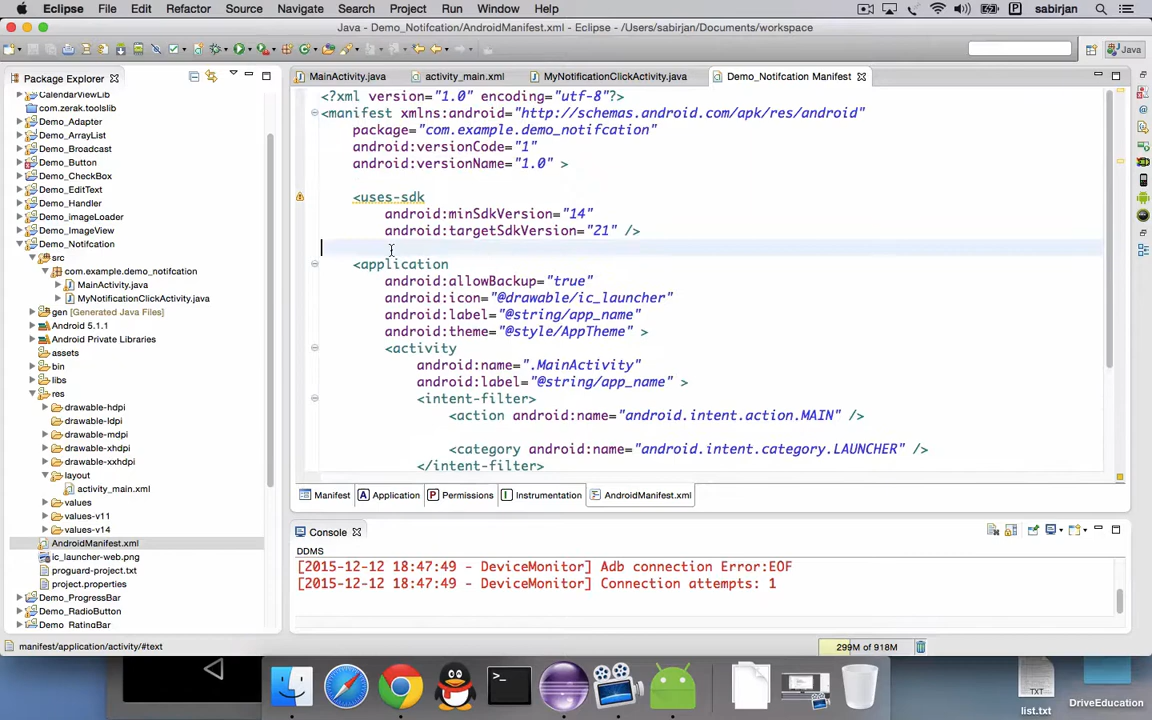 Eclipse File Edit Refactor Source Navigate Search Project Run Window Help sabirjan
Java - Demo_Notifcation/AndroidManifest.xml - Eclipse - /Users/sabirjan/Documents/workspace
Java
Package Explorer
CalendarViewLib
com.zerak.toolslib
Demo_Adapter
Demo_ArrayList
Demo_Broadcast
Demo_Button
Demo_CheckBox
Demo_EditText
Demo_Handler
Demo_imageLoader
Demo_ImageView
Demo_Notifcation
src
com.example.demo_notifcation
MainActivity.java
MyNotificationClickActivity.java
gen [Generated Java Files]
Android 5.1.1
Android Private Libraries
assets
bin
libs
res
drawable-hdpi
drawable-ldpi
drawable-mdpi
drawable-xhdpi
drawable-xxhdpi
layout
activity_main.xml
values
values-v11
values-v14
AndroidManifest.xml
ic_launcher-web.png
proguard-project.txt
project.properties
Demo_ProgressBar
Demo_RadioButton
Demo_RatingBar
MainActivity.java activity_main.xml MyNotificationClickActivity.java Demo_Notifcation Manifest
<?xml version="1.0" encoding="utf-8"?>
<manifest xmlns:android="http://schemas.android.com/apk/res/android"
package="com.example.demo_notifcation"
android:versionCode="1"
android:versionName="1.0" >
<uses-sdk
android:minSdkVersion="14"
android:targetSdkVersion="21" />
<application
android:allowBackup="true"
android:icon="@drawable/ic_launcher"
android:label="@string/app_name"
android:theme="@style/AppTheme" >
<activity
android:name=".MainActivity"
android:label="@string/app_name" >
<intent-filter>
<action android:name="android.intent.action.MAIN" />
<category android:name="android.intent.category.LAUNCHER" />
</intent-filter>
Manifest A Application P Permissions I Instrumentation AndroidManifest.xml
Console
DDMS
[2015-12-12 18:47:49 - DeviceMonitor] Adb connection Error:EOF
[2015-12-12 18:47:49 - DeviceMonitor] Connection attempts: 1
manifest/application/activity/#text
299M of 918M
TXT
list.txt
DriveEducation